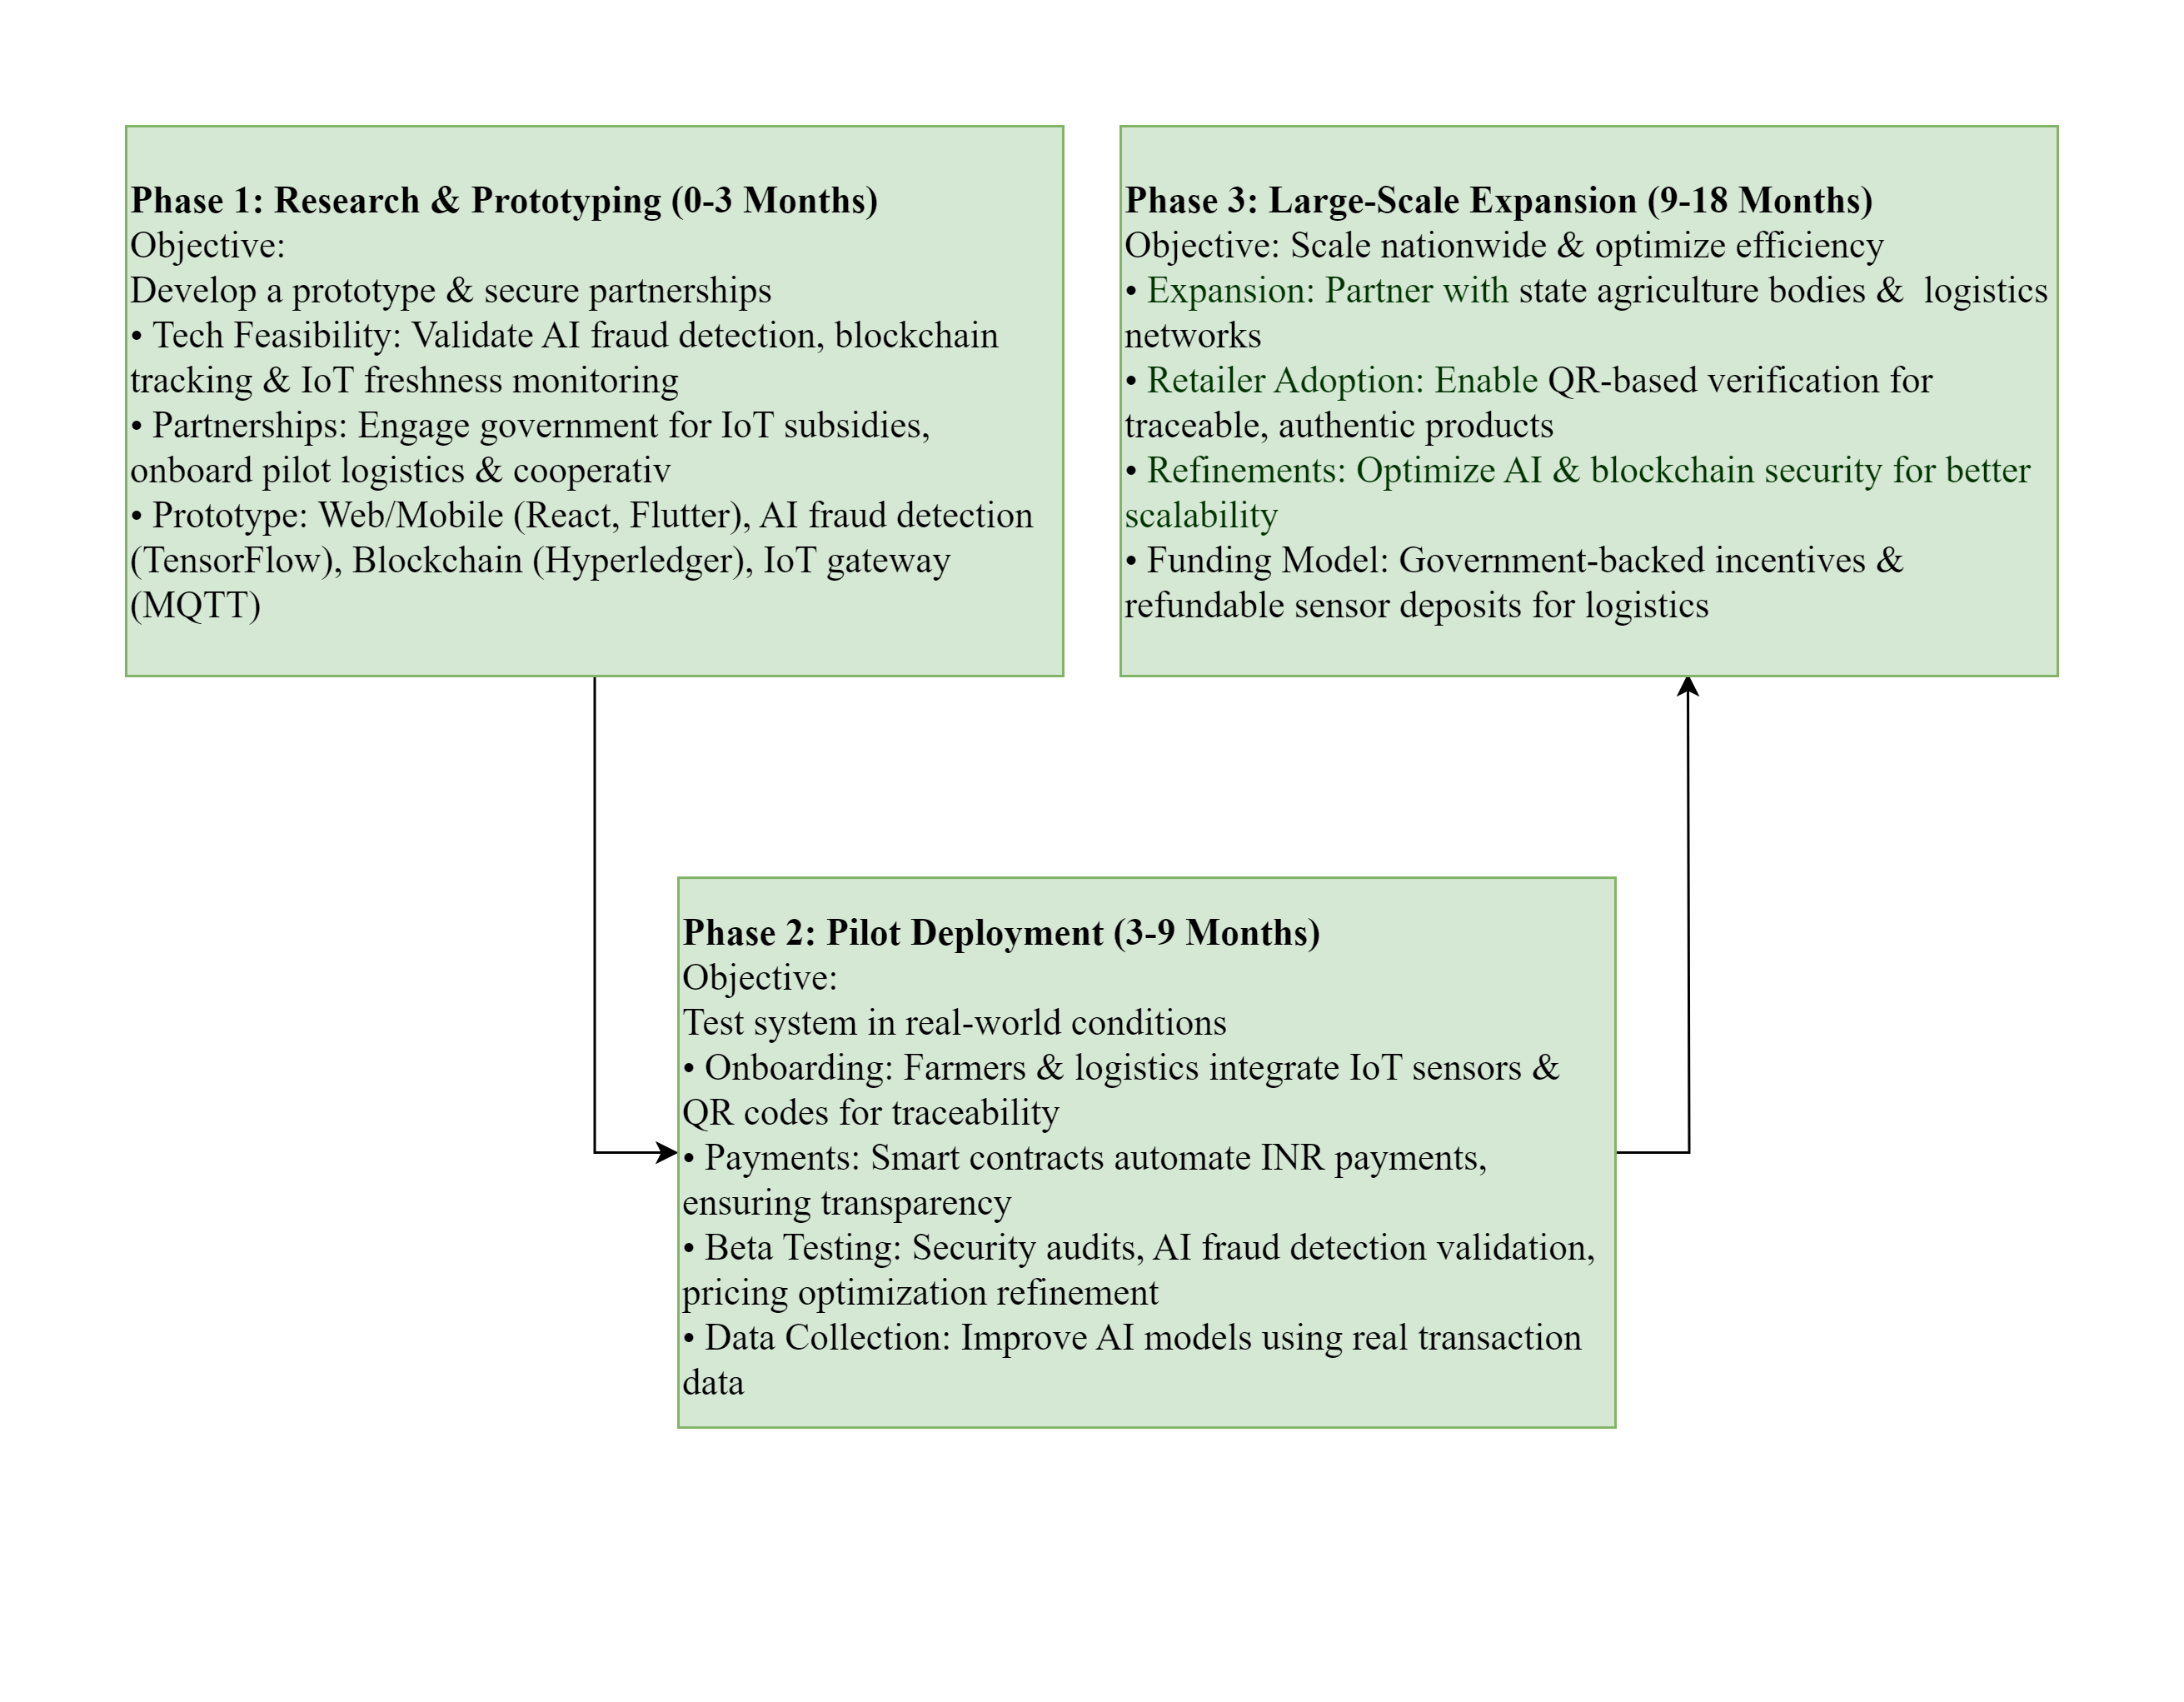 Phase 1: Research & Prototyping (0-3 Months)
Objective:
Develop a prototype & secure partnerships
• Tech Feasibility: Validate AI fraud detection, blockchain
tracking & IoT freshness monitoring
• Partnerships: Engage government for IoT subsidies,
onboard pilot logistics & cooperativ
• Prototype: Web/Mobile (React, Flutter), AI fraud detection
(TensorFlow), Blockchain (Hyperledger), IoT gateway
(MQTT)
Phase 2: Pilot Deployment (3-9 Months)
Objective:
Test system in real-world conditions
• Onboarding: Farmers & logistics integrate IoT sensors &
QR codes for traceability
• Payments: Smart contracts automate INR payments,
ensuring transparency
• Beta Testing: Security audits, AI fraud detection validation,
pricing optimization refinement
• Data Collection: Improve AI models using real transaction
data
Phase 3: Large-Scale Expansion (9-18 Months)
Objective: Scale nationwide & optimize efficiency
• Expansion: Partner with state agriculture bodies &  logistics
networks
• Retailer Adoption: Enable QR-based verification for
traceable, authentic products
• Refinements: Optimize AI & blockchain security for better
scalability
• Funding Model: Government-backed incentives &
refundable sensor deposits for logistics